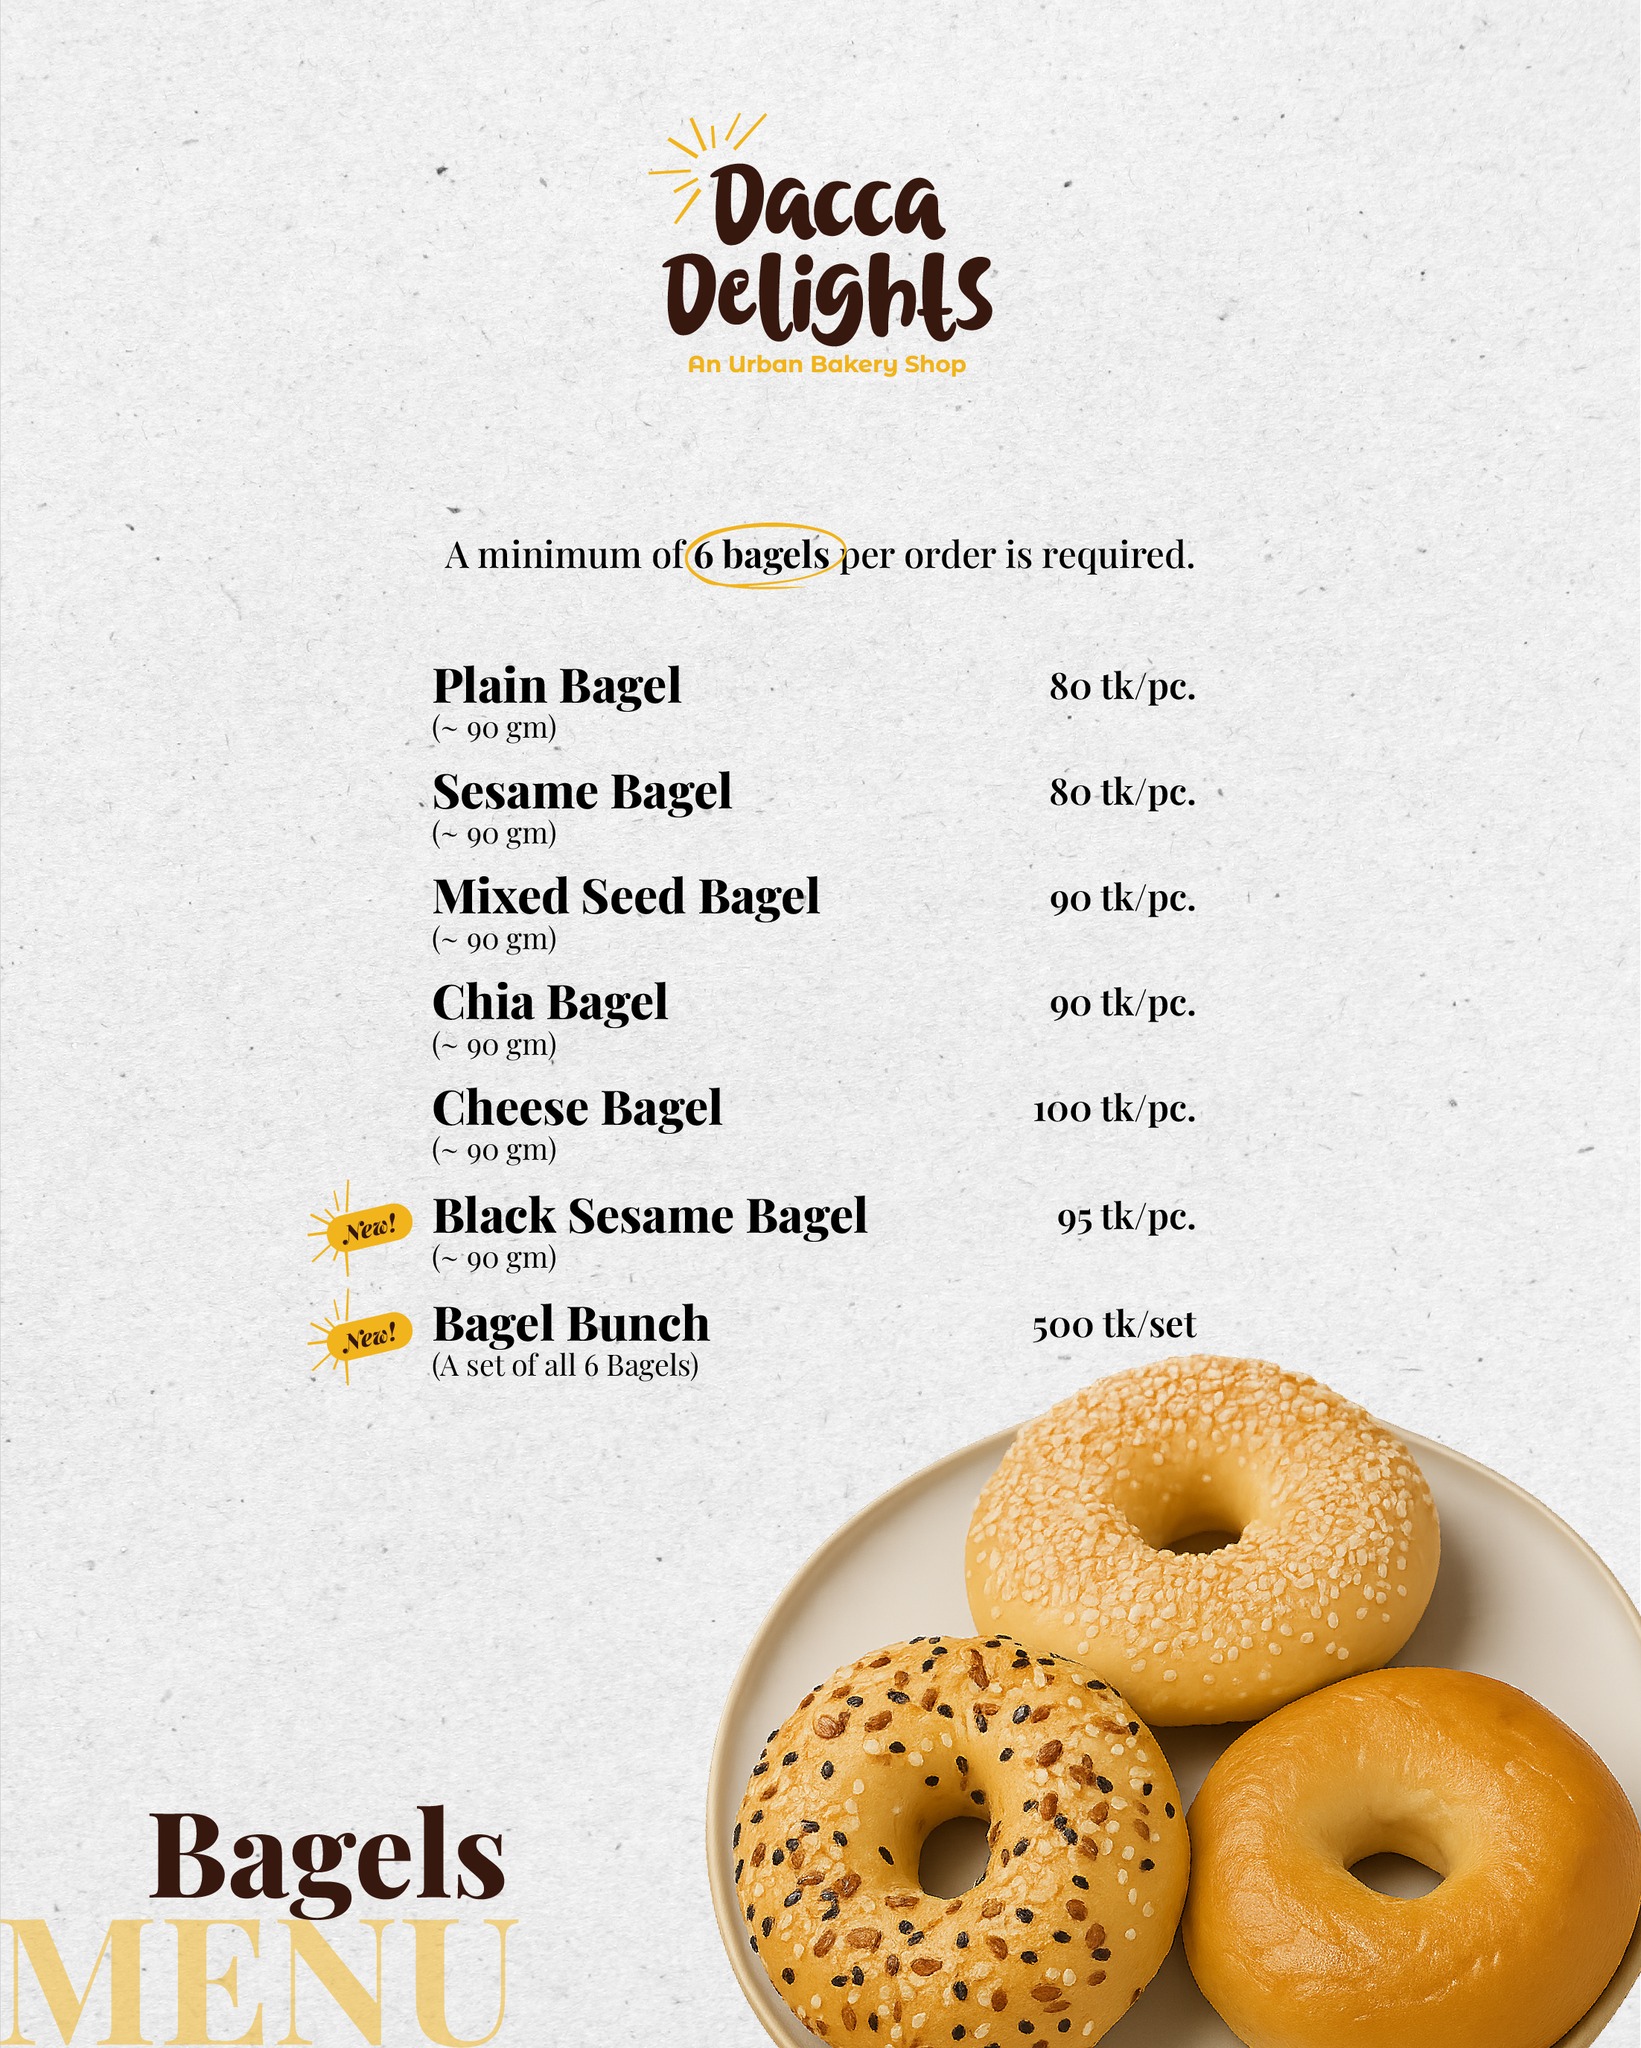 Dacca
Delights
An Urban Bakery Shop
A minimum of 6 bagels per order is required.
Plain Bagel 80 tk/pc.
(~ 90 gm)
Sesame Bagel 80 tk/pc.
(~ 90 gm)
Mixed Seed Bagel 90 tk/pc.
(~ 90 gm)
Chia Bagel 90 tk/pc.
(~ 90 gm)
Cheese Bagel 100 tk/pc.
(~ 90 gm)
New! Black Sesame Bagel 95 tk/pc.
(~ 90 gm)
New! Bagel Bunch 500 tk/set
(A set of all 6 Bagels)
Bagels
MENU